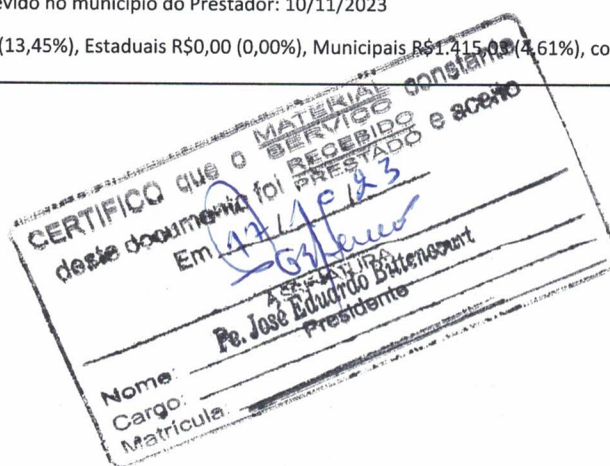 evido no município do Prestador: 10/11/2023
(13,45%), Estaduais R$0,00 (0,00%), Municipais R$1.415,03 (4,61%), co
CERTIFICO que o MATERIAL SERVIÇO constante
deste documento foi RECEBIDO PRESTADO e aceito
Em 17/10/23
ASSINATURA
Pe. José Eduardo Bittencourt
Presidente
Nome:
Cargo:
Matrícula: